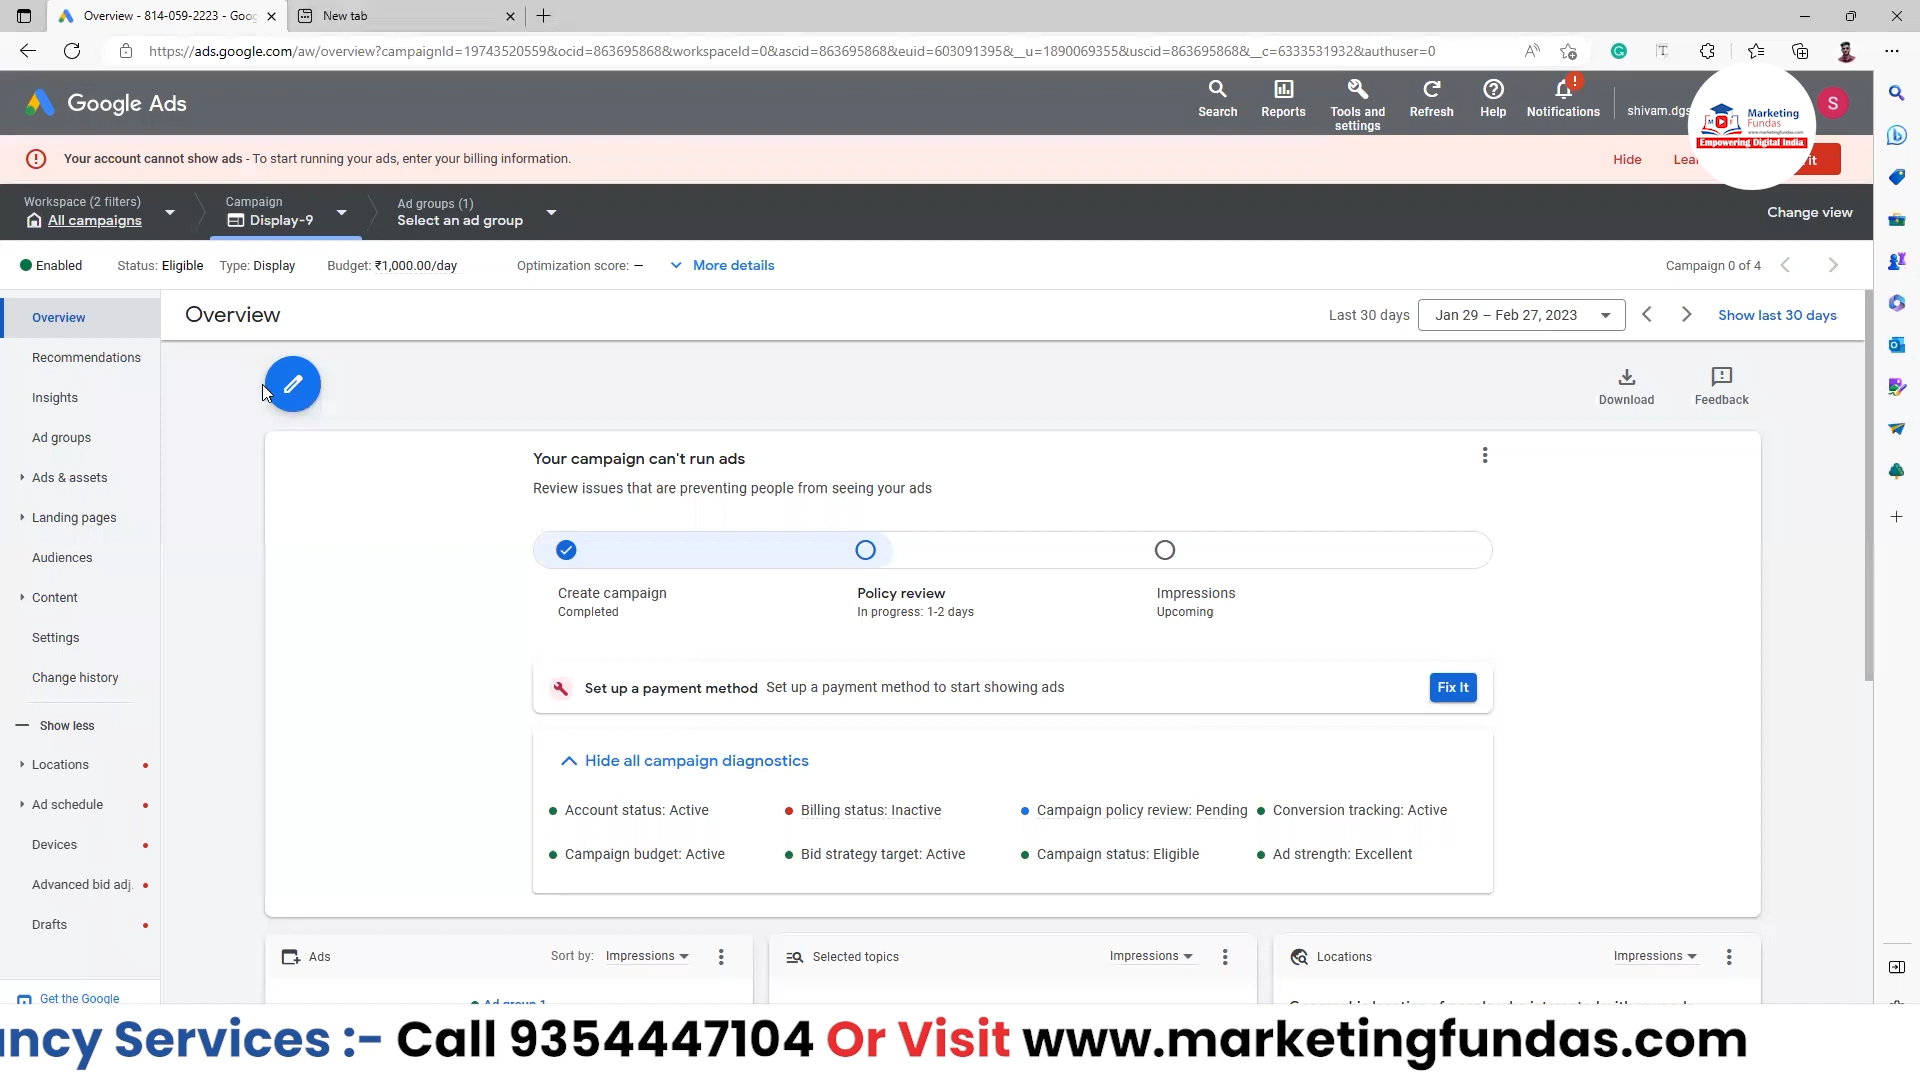 Overview - 814-059-2223 - Goog
New tab
https://ads.google.com/aw/overview?campaignId=19743520559&ocid=863695868&workspaceId=0&ascid=863695868&euid=6030913955&__u=1890069355&uscid=863695868&__c=6333531932&authuser=0
Google Ads
Search
Reports
Tools and
settings
Refresh
Help
Notifications
shivam.dgs
S
Marketing
Fundas
www.marketingfundas.com
Empowering Digital India
Your account cannot show ads - To start running your ads, enter your billing information.
Hide
Lea
it
Workspace (2 filters)
All campaigns
Campaign
Display-9
Ad groups (1)
Select an ad group
Change view
Enabled
Status: Eligible
Type: Display
Budget: ₹1,000.00/day
Optimization score: –
More details
Campaign 0 of 4
Overview
Recommendations
Insights
Ad groups
Ads & assets
Landing pages
Audiences
Content
Settings
Change history
Show less
Locations
Ad schedule
Devices
Advanced bid adj.
Drafts
Get the Google
Overview
Last 30 days
Jan 29 – Feb 27, 2023
Show last 30 days
Download
Feedback
Your campaign can't run ads
Review issues that are preventing people from seeing your ads
Create campaign
Completed
Policy review
In progress: 1-2 days
Impressions
Upcoming
Set up a payment method Set up a payment method to start showing ads
Fix It
Hide all campaign diagnostics
Account status: Active
Billing status: Inactive
Campaign policy review: Pending
Conversion tracking: Active
Campaign budget: Active
Bid strategy target: Active
Campaign status: Eligible
Ad strength: Excellent
Ads
Sort by: Impressions
Selected topics
Impressions
Locations
Impressions
Ad group 1
ncy Services :- Call 9354447104 Or Visit www.marketingfundas.com